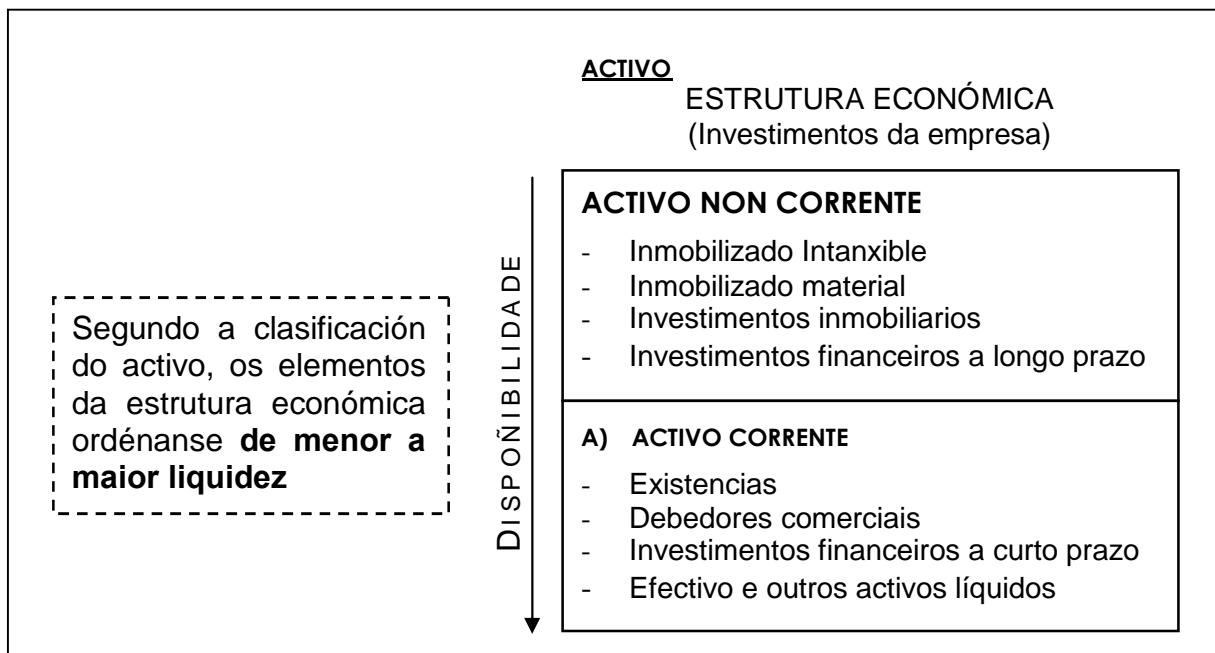 ACTIVO
ESTRUTURA ECONÓMICA
(Investimentos da empresa)
Segundo a clasificación
do activo, os elementos
da estrutura económica
ordénanse de menor a
maior liquidez
DISPOÑIBILIDADE
ACTIVO NON CORRENTE
- Inmobilizado Intanxible
- Inmobilizado material
- Investimentos inmobiliarios
- Investimentos financeiros a longo prazo
A) ACTIVO CORRENTE
- Existencias
- Debedores comerciais
- Investimentos financeiros a curto prazo
- Efectivo e outros activos líquidos